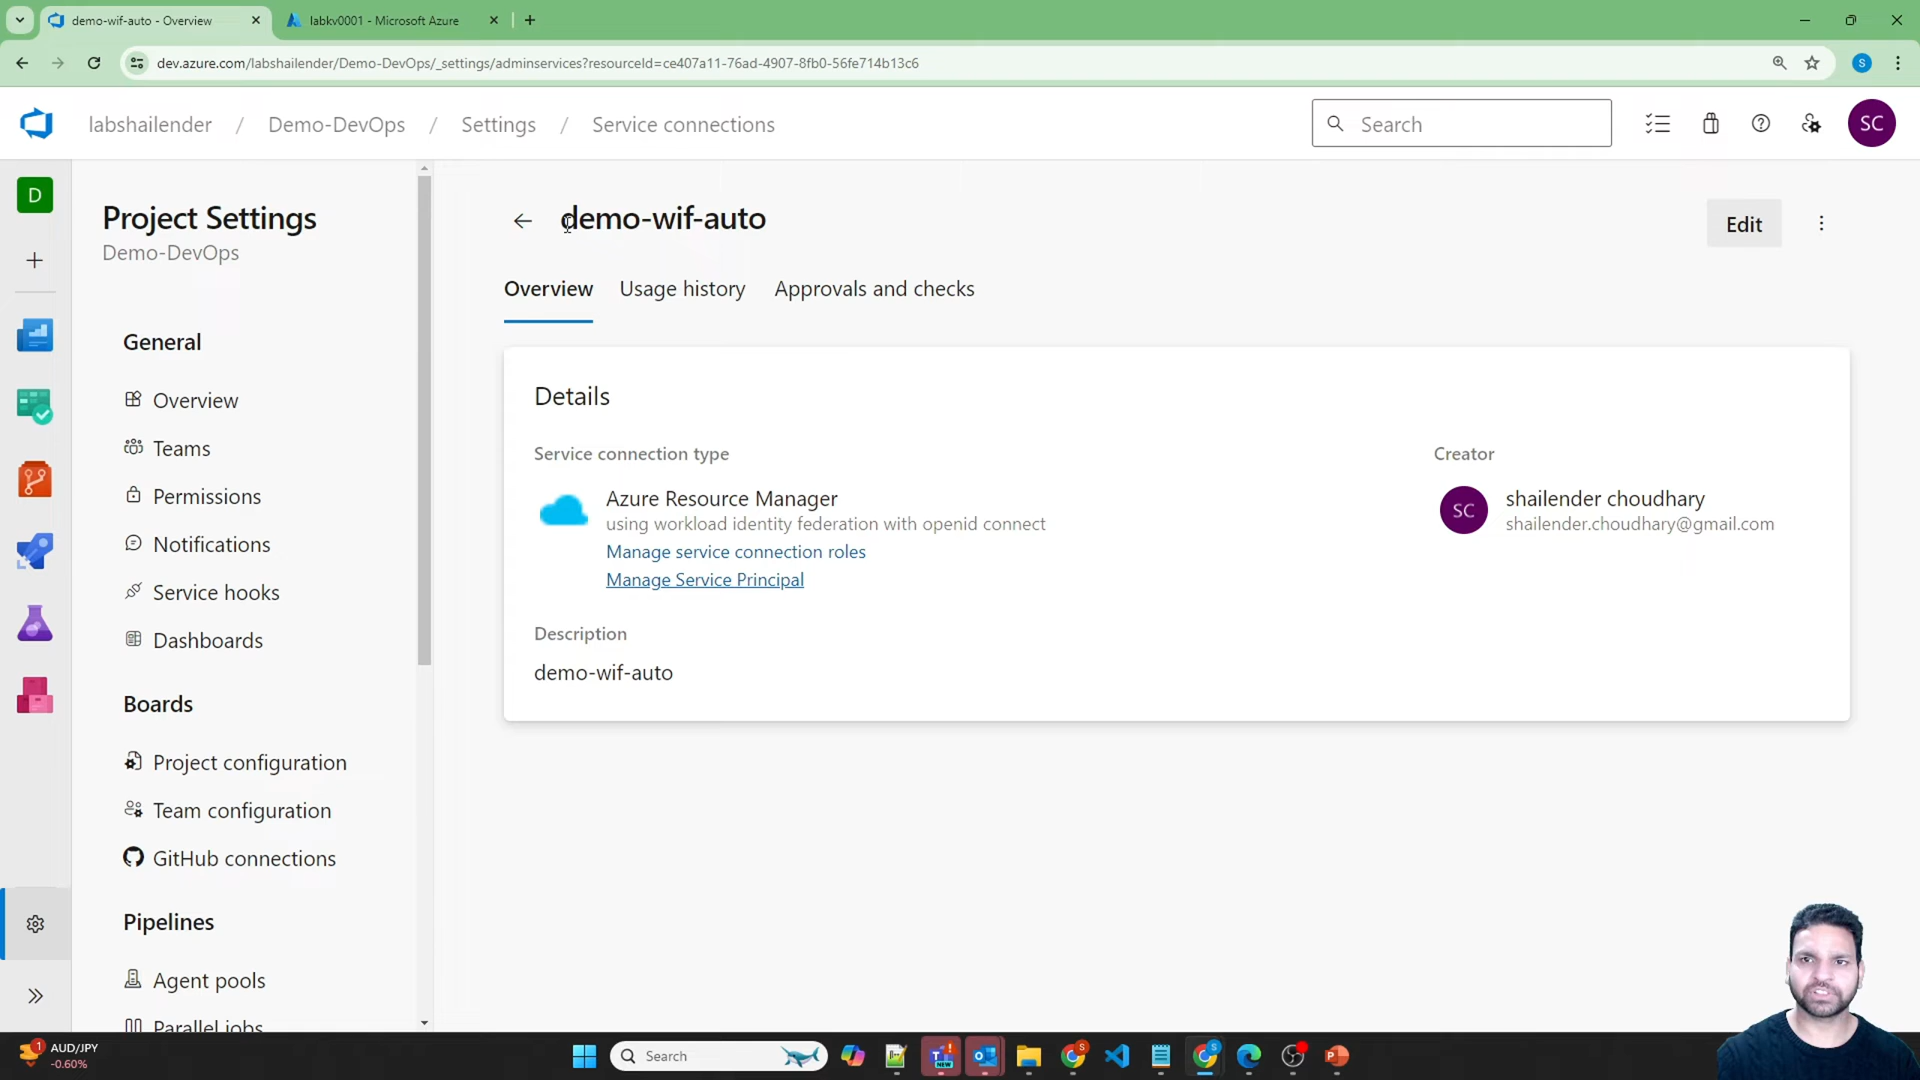 demo-wif-auto - Overview
labkv0001 - Microsoft Azure
dev.azure.com/labshailender/Demo-DevOps/_settings/adminservices?resourceId=ce407a11-76ad-4907-8fb0-56fe714b13c6
S
labshailender / Demo-DevOps / Settings / Service connections
Search
SC
D
Project Settings
Demo-DevOps
General
Overview
Teams
Permissions
Notifications
Service hooks
Dashboards
Boards
Project configuration
Team configuration
GitHub connections
Pipelines
Agent pools
Parallel jobs
demo-wif-auto
Edit
Overview
Usage history
Approvals and checks
Details
Service connection type
Azure Resource Manager
using workload identity federation with openid connect
Manage service connection roles
Manage Service Principal
Creator
SC
shailender choudhary
shailender.choudhary@gmail.com
Description
demo-wif-auto
1
AUD/JPY
-0.60%
Search
NEW
S
S